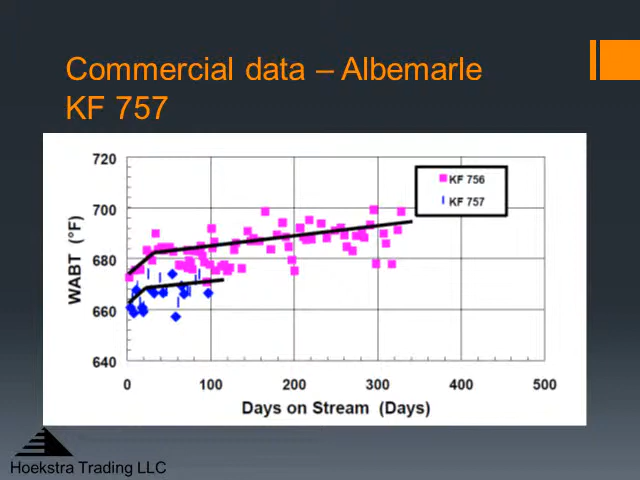 Commercial data – Albemarle
KF 757
720
700
680
660
640
WABT (°F)
KF 756
KF 757
0 100 200 300 400 500
Days on Stream (Days)
Hoekstra Trading LLC